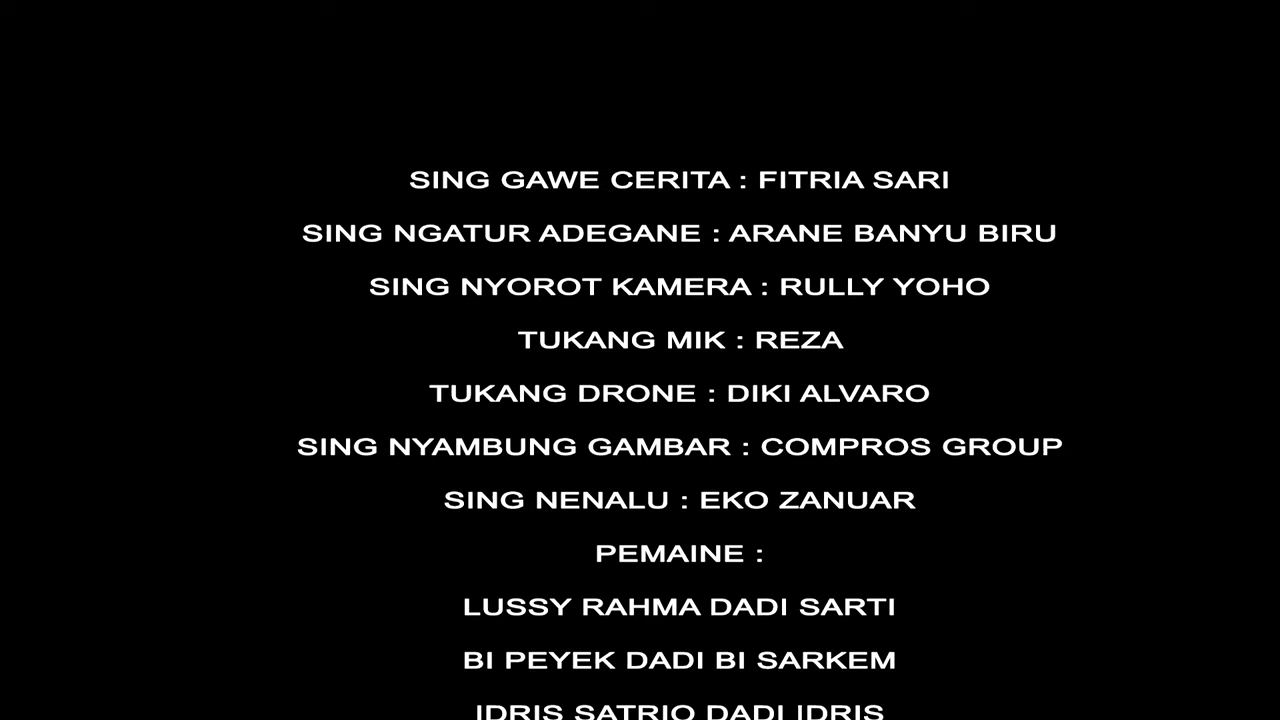 SING GAWE CERITA : FITRIA SARI
SING NGATUR ADEGANE : ARANE BANYU BIRU
SING NYOROT KAMERA : RULLY YOHO
TUKANG MIK : REZA
TUKANG DRONE : DIKI ALVARO
SING NYAMBUNG GAMBAR : COMPROS GROUP
SING NENALU : EKO ZANUAR
PEMAINE :
LUSSY RAHMA DADI SARTI
BI PEYEK DADI BI SARKEM
IDRIS SATRIO DADI IDRIS